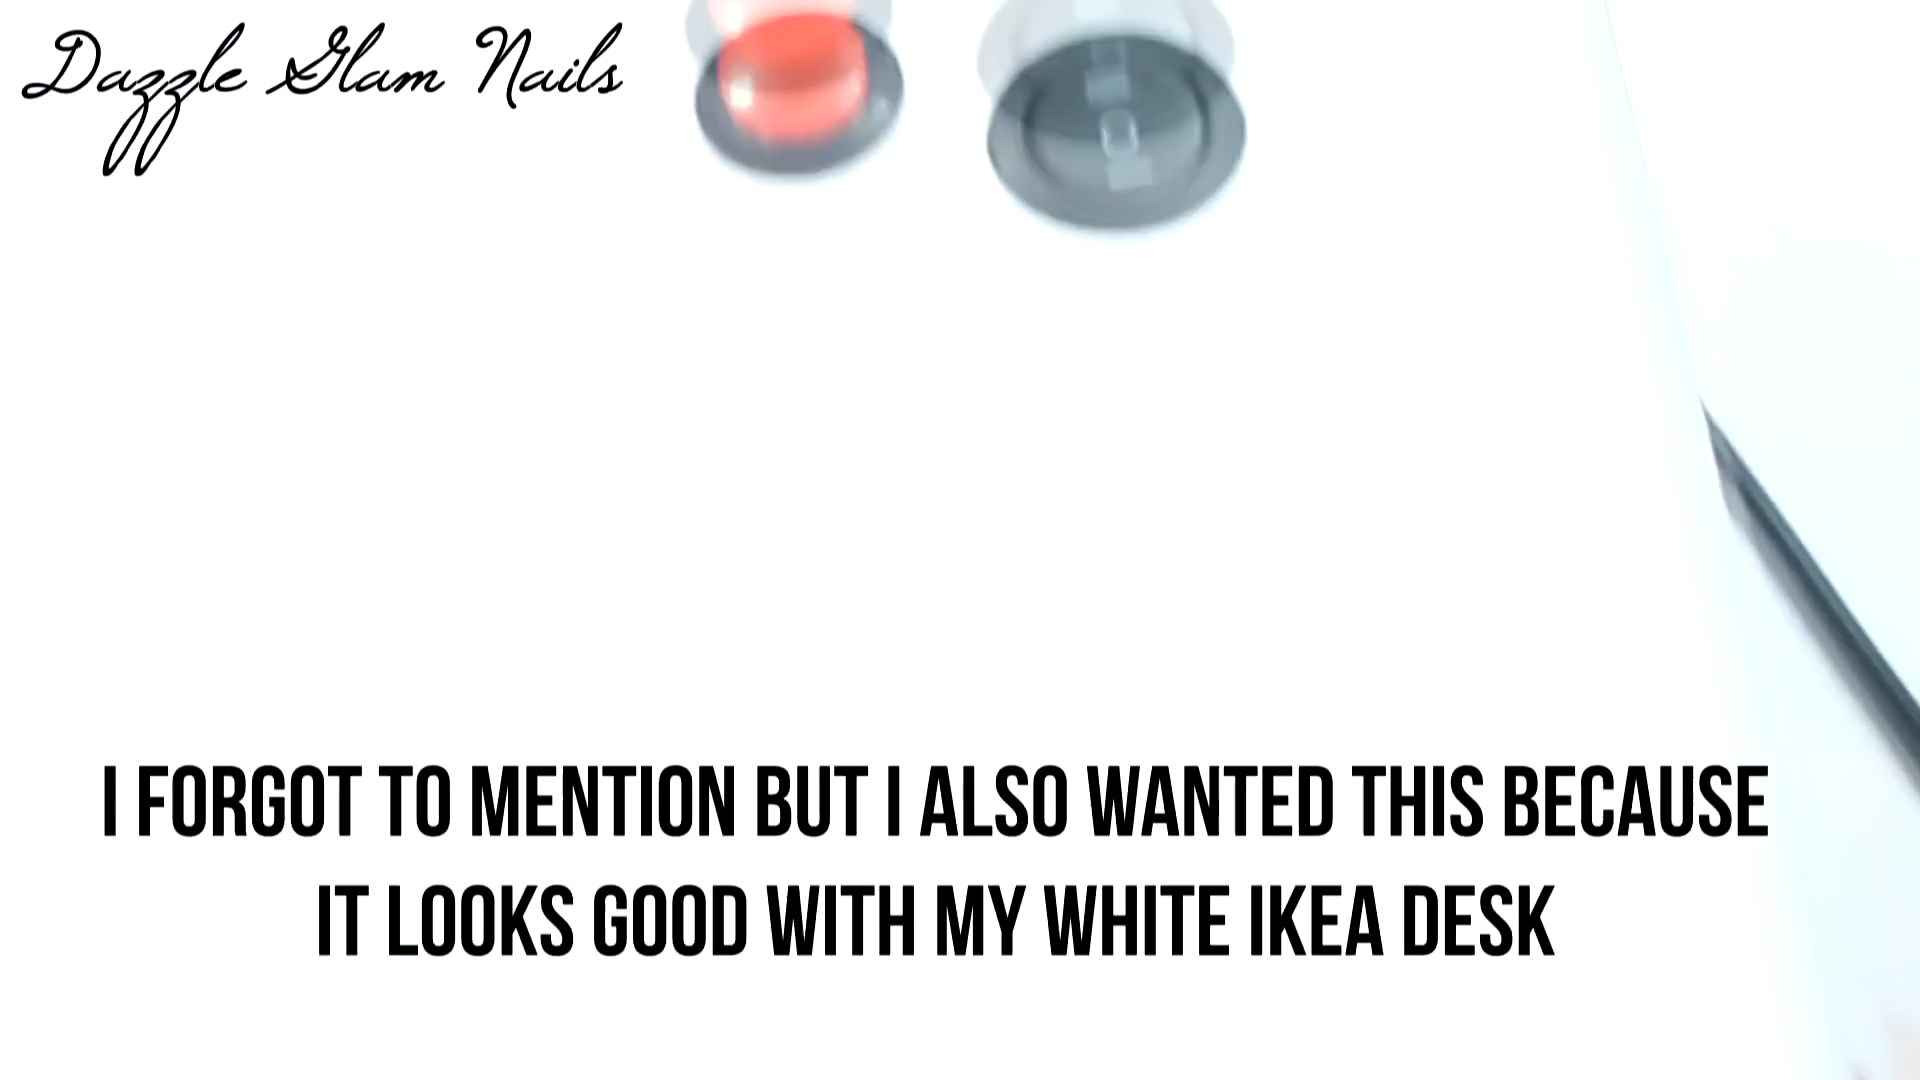 Dazzle Glam Nails
I FORGOT TO MENTION BUT I ALSO WANTED THIS BECAUSE
IT LOOKS GOOD WITH MY WHITE IKEA DESK